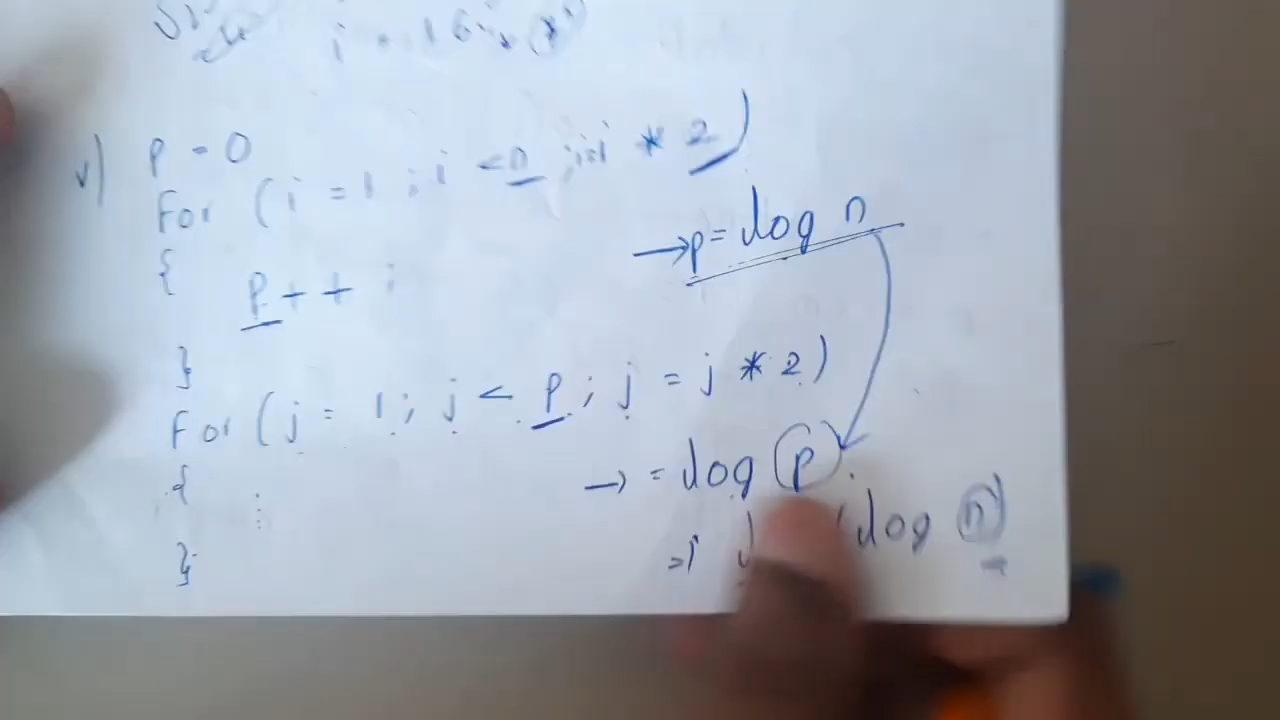 v) p = 0
For (i = 1 ; i < n ; i=i * 2)
{
→ p = log n
p + + ;
}
For (j = 1 ; j < p ; j = j * 2)
{
→ = log (p)
⋮
⇒ (log n)
}